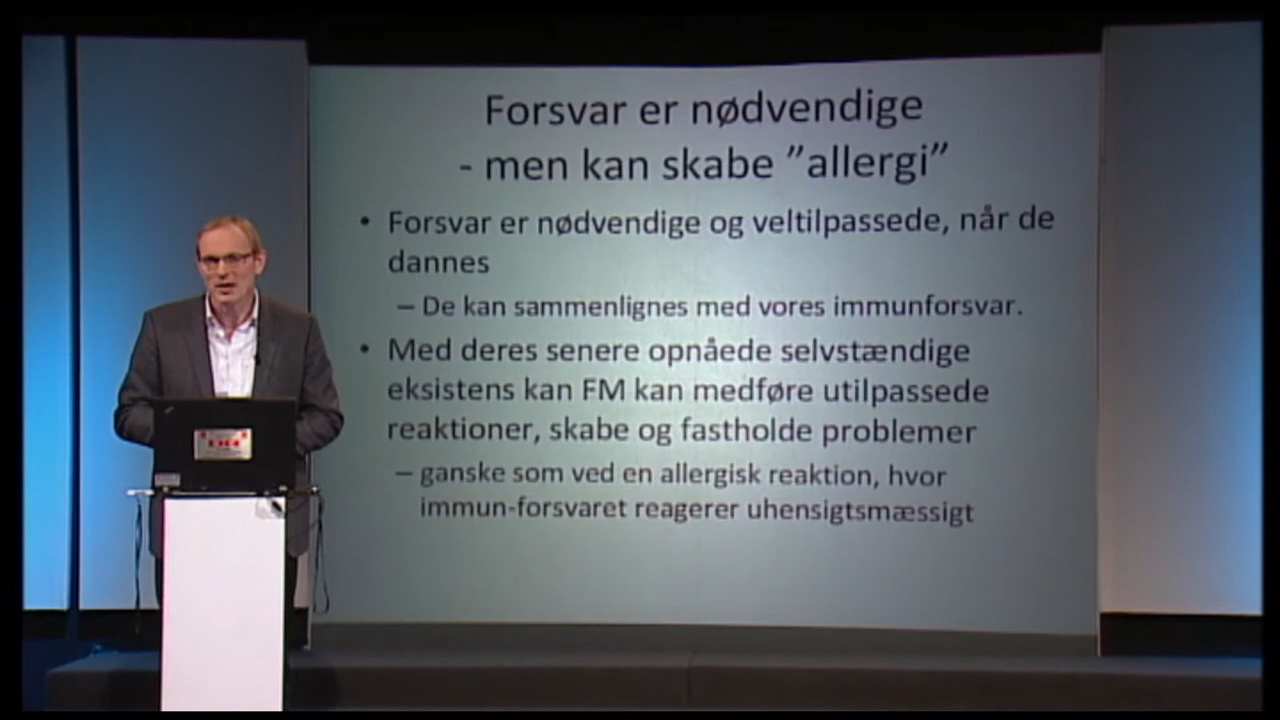 Forsvar er nødvendige
- men kan skabe ”allergi”
• Forsvar er nødvendige og veltilpassede, når de
dannes
– De kan sammenlignes med vores immunforsvar.
• Med deres senere opnåede selvstændige
eksistens kan FM kan medføre utilpassede
reaktioner, skabe og fastholde problemer
– ganske som ved en allergisk reaktion, hvor
immun-forsvaret reagerer uhensigtsmæssigt